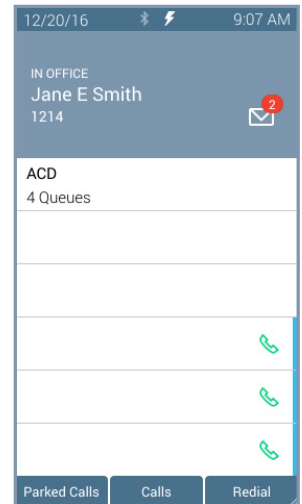 12/20/16 9:07 AM
IN OFFICE
Jane E Smith
1214
2
ACD
4 Queues
Parked Calls Calls Redial